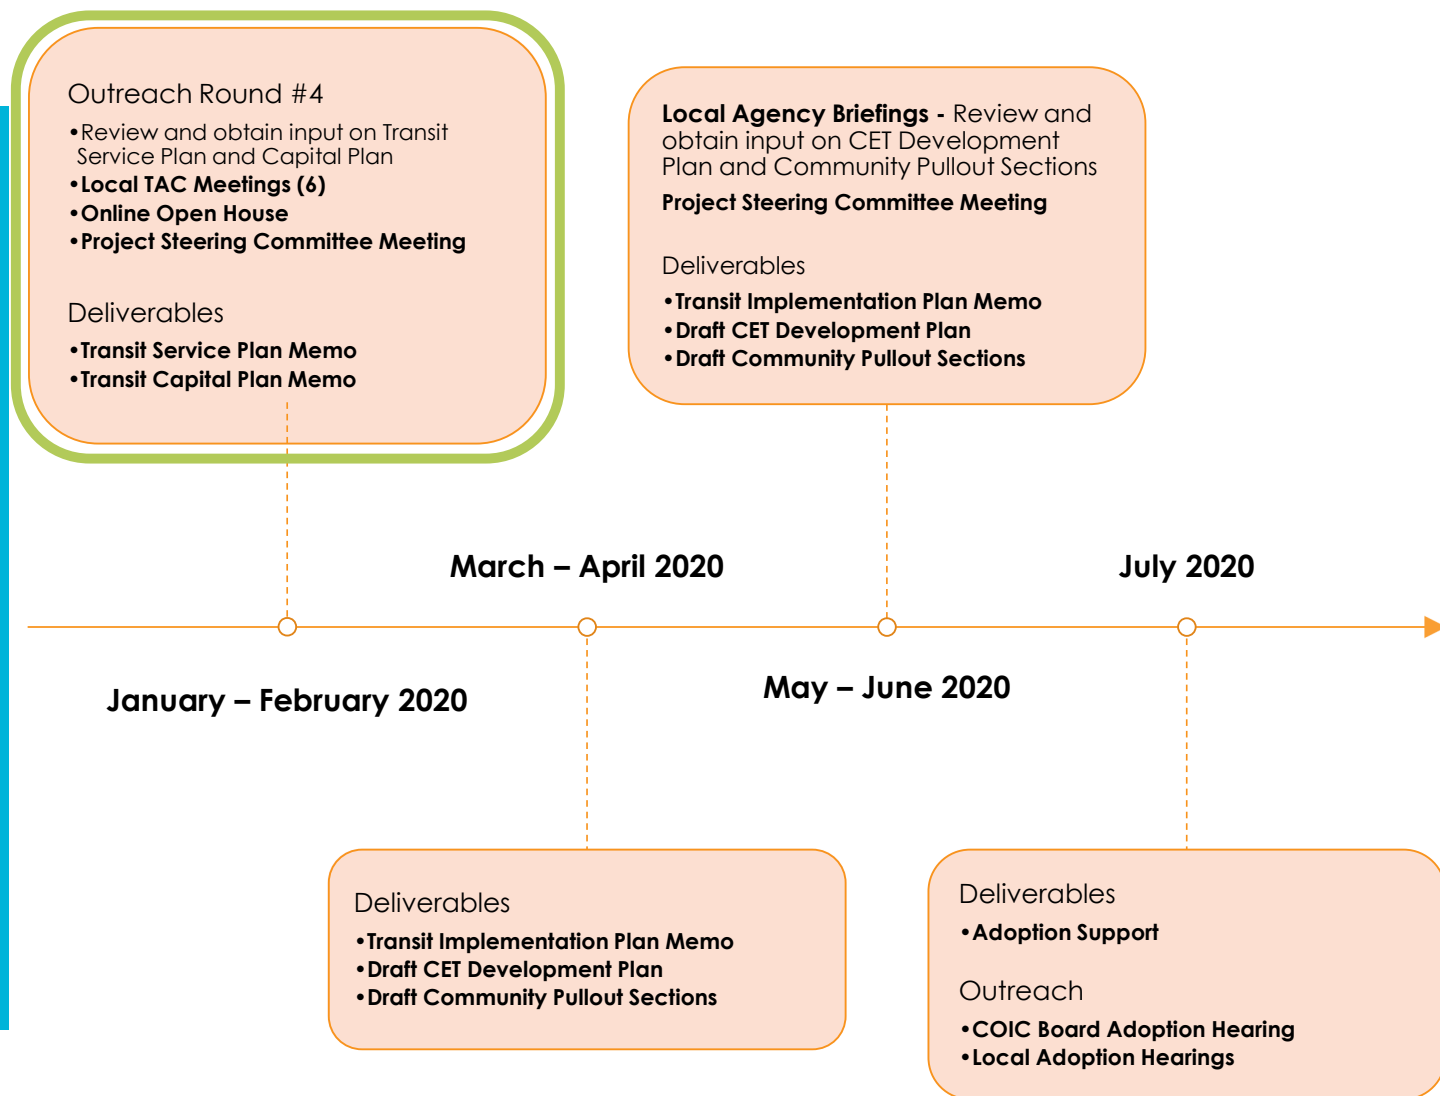 Outreach Round #4
•Review and obtain input on Transit
Service Plan and Capital Plan
•Local TAC Meetings (6)
•Online Open House
•Project Steering Committee Meeting
Deliverables
•Transit Service Plan Memo
•Transit Capital Plan Memo
Local Agency Briefings - Review and
obtain input on CET Development
Plan and Community Pullout Sections
Project Steering Committee Meeting
Deliverables
•Transit Implementation Plan Memo
•Draft CET Development Plan
•Draft Community Pullout Sections
March – April 2020
July 2020
January – February 2020
May – June 2020
Deliverables
•Transit Implementation Plan Memo
•Draft CET Development Plan
•Draft Community Pullout Sections
Deliverables
•Adoption Support
Outreach
•COIC Board Adoption Hearing
•Local Adoption Hearings